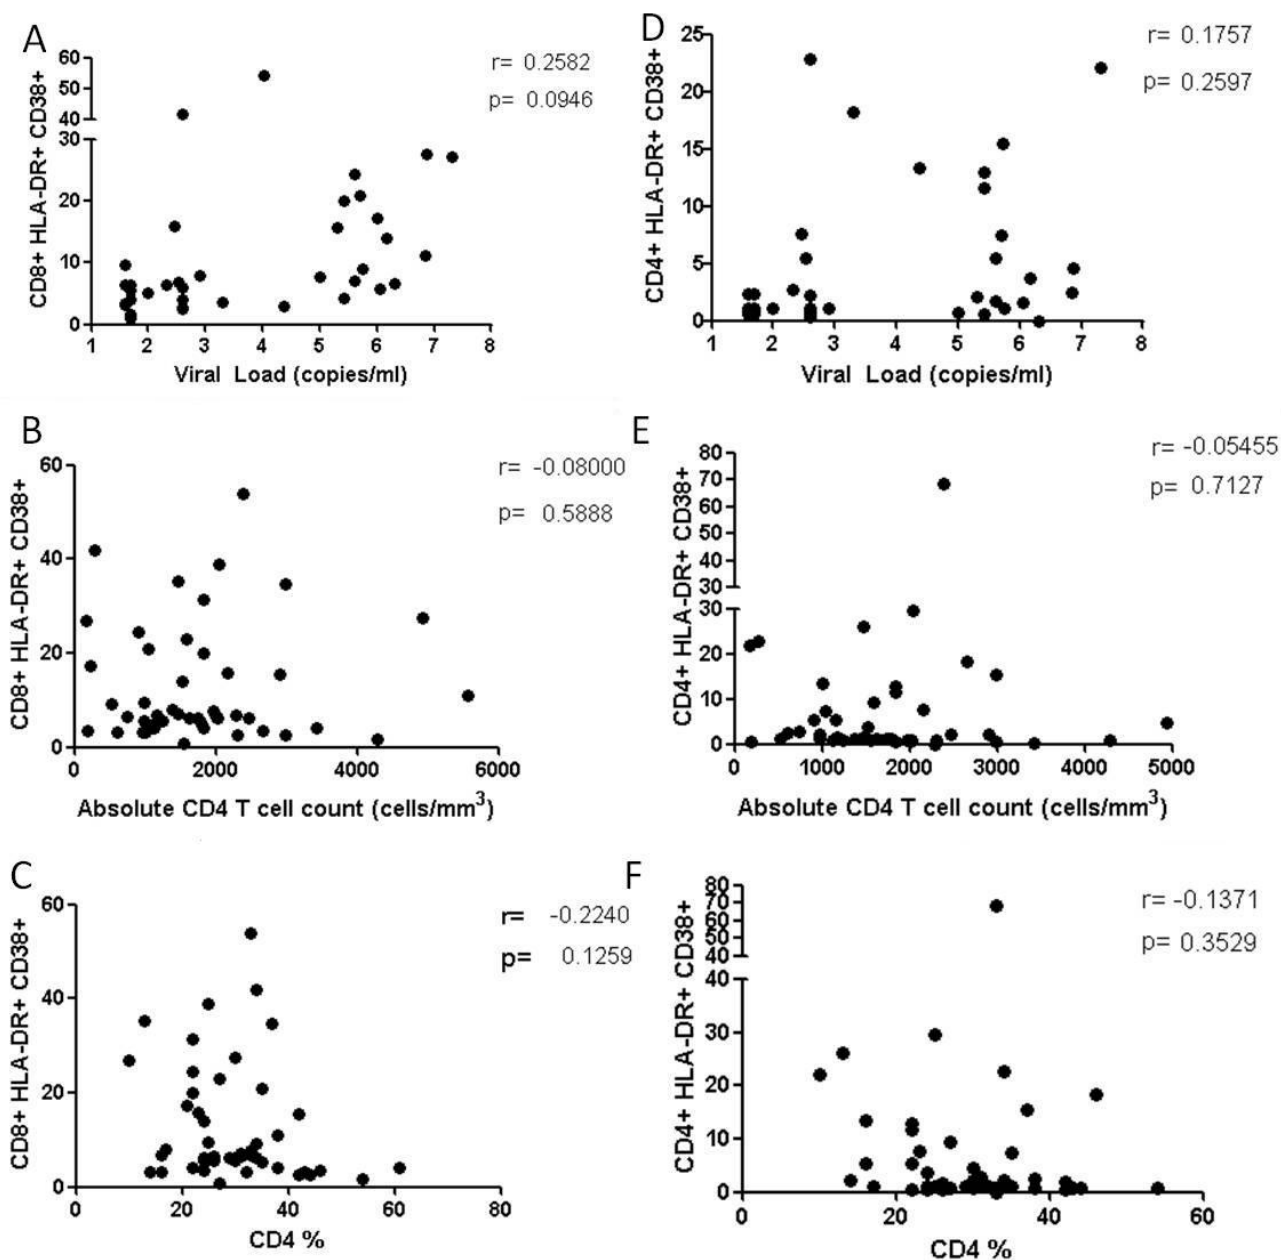 A
CD8+ HLA-DR+ CD38+
60
50
40
30
20
10
0
1 2 3 4 5 6 7 8
Viral Load (copies/ml)
r= 0.2582
p= 0.0946
D
CD4+ HLA-DR+ CD38+
25
20
15
10
5
0
1 2 3 4 5 6 7 8
Viral Load (copies/ml)
r= 0.1757
p= 0.2597
B
CD8+ HLA-DR+ CD38+
60
40
20
0
0 2000 4000 6000
Absolute CD4 T cell count (cells/mm³)
r= -0.08000
p= 0.5888
E
CD4+ HLA-DR+ CD38+
80
70
60
50
40
30
30
20
10
0
0 1000 2000 3000 4000 5000
Absolute CD4 T cell count (cells/mm³)
r= -0.05455
p= 0.7127
C
CD8+ HLA-DR+ CD38+
60
40
20
0
0 20 40 60 80
CD4 %
r= -0.2240
p= 0.1259
F
CD4+ HLA-DR+ CD38+
80
70
60
50
40
40
30
20
10
0
0 20 40 60
CD4 %
r= -0.1371
p= 0.3529